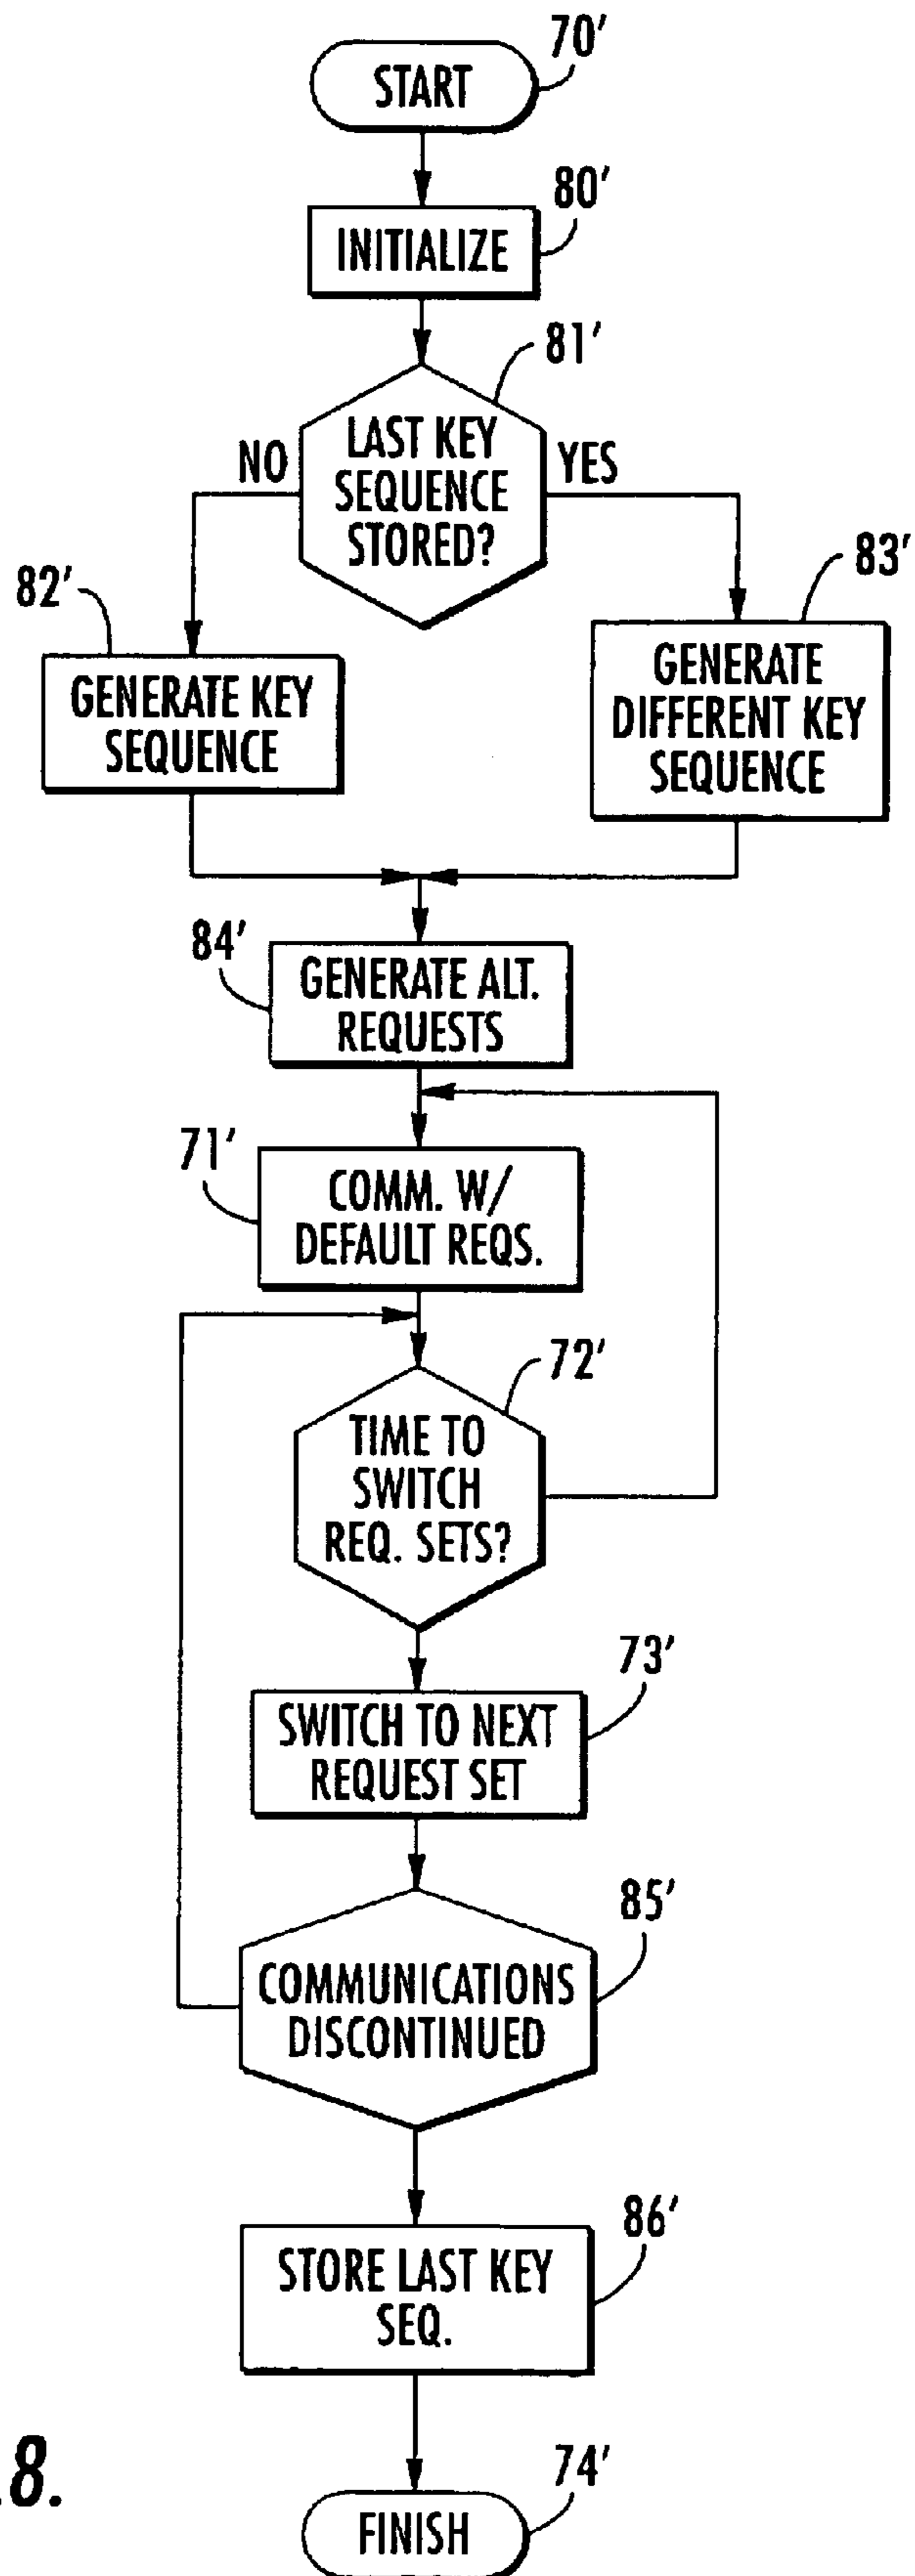 70'
START
80'
INITIALIZE
81'
LAST KEY
SEQUENCE
STORED?
NO
YES
82'
GENERATE KEY
SEQUENCE
83'
GENERATE
DIFFERENT KEY
SEQUENCE
84'
GENERATE ALT.
REQUESTS
71'
COMM. W/
DEFAULT REQS.
72'
TIME TO
SWITCH
REQ. SETS?
73'
SWITCH TO NEXT
REQUEST SET
85'
COMMUNICATIONS
DISCONTINUED
86'
STORE LAST KEY
SEQ.
8.
74'
FINISH